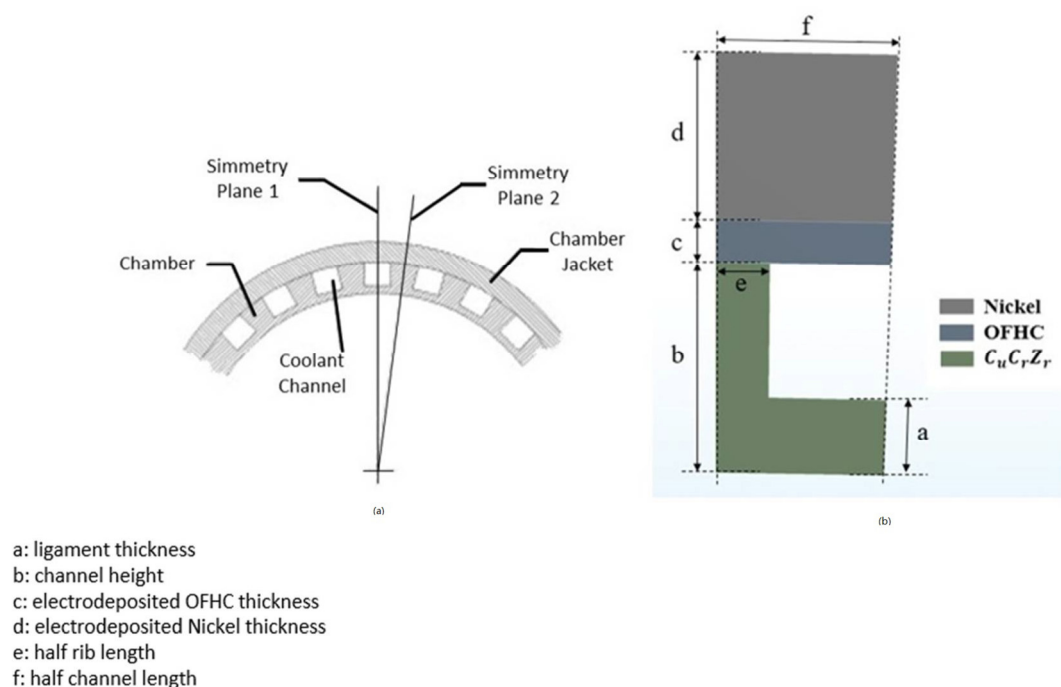 Simmetry
Plane 1
Simmetry
Plane 2
Chamber
Chamber
Jacket
Coolant
Channel
(a)
f
d
c
e
b
a
Nickel
OFHC
CuCrZr
(b)
a: ligament thickness
b: channel height
c: electrodeposited OFHC thickness
d: electrodeposited Nickel thickness
e: half rib length
f: half channel length